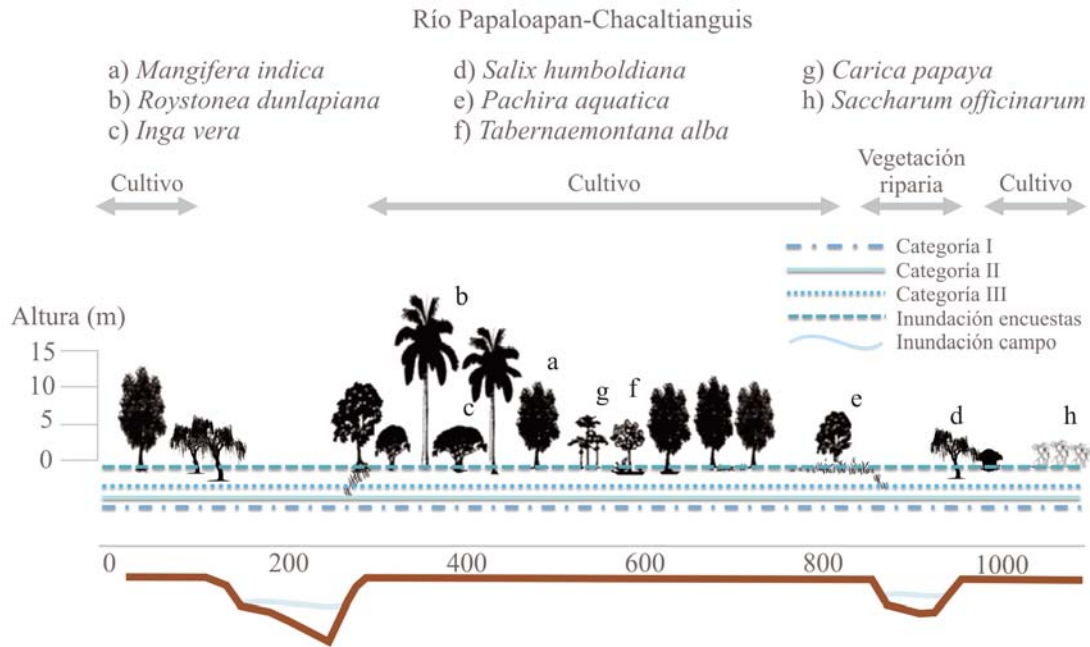 Río Papaloapan-Chacaltianguis
a) Mangifera indica
b) Roystonea dunlapiana
c) Inga vera
d) Salix humboldiana
e) Pachira aquatica
f) Tabernaemontana alba
g) Carica papaya
h) Saccharum officinarum
Cultivo
Cultivo
Vegetación
riparia
Cultivo
Categoría I
Categoría II
Categoría III
Inundación encuestas
Inundación campo
Altura (m)
15
10
5
0
b
c
a
g
f
e
d
h
0 200 400 600 800 1000